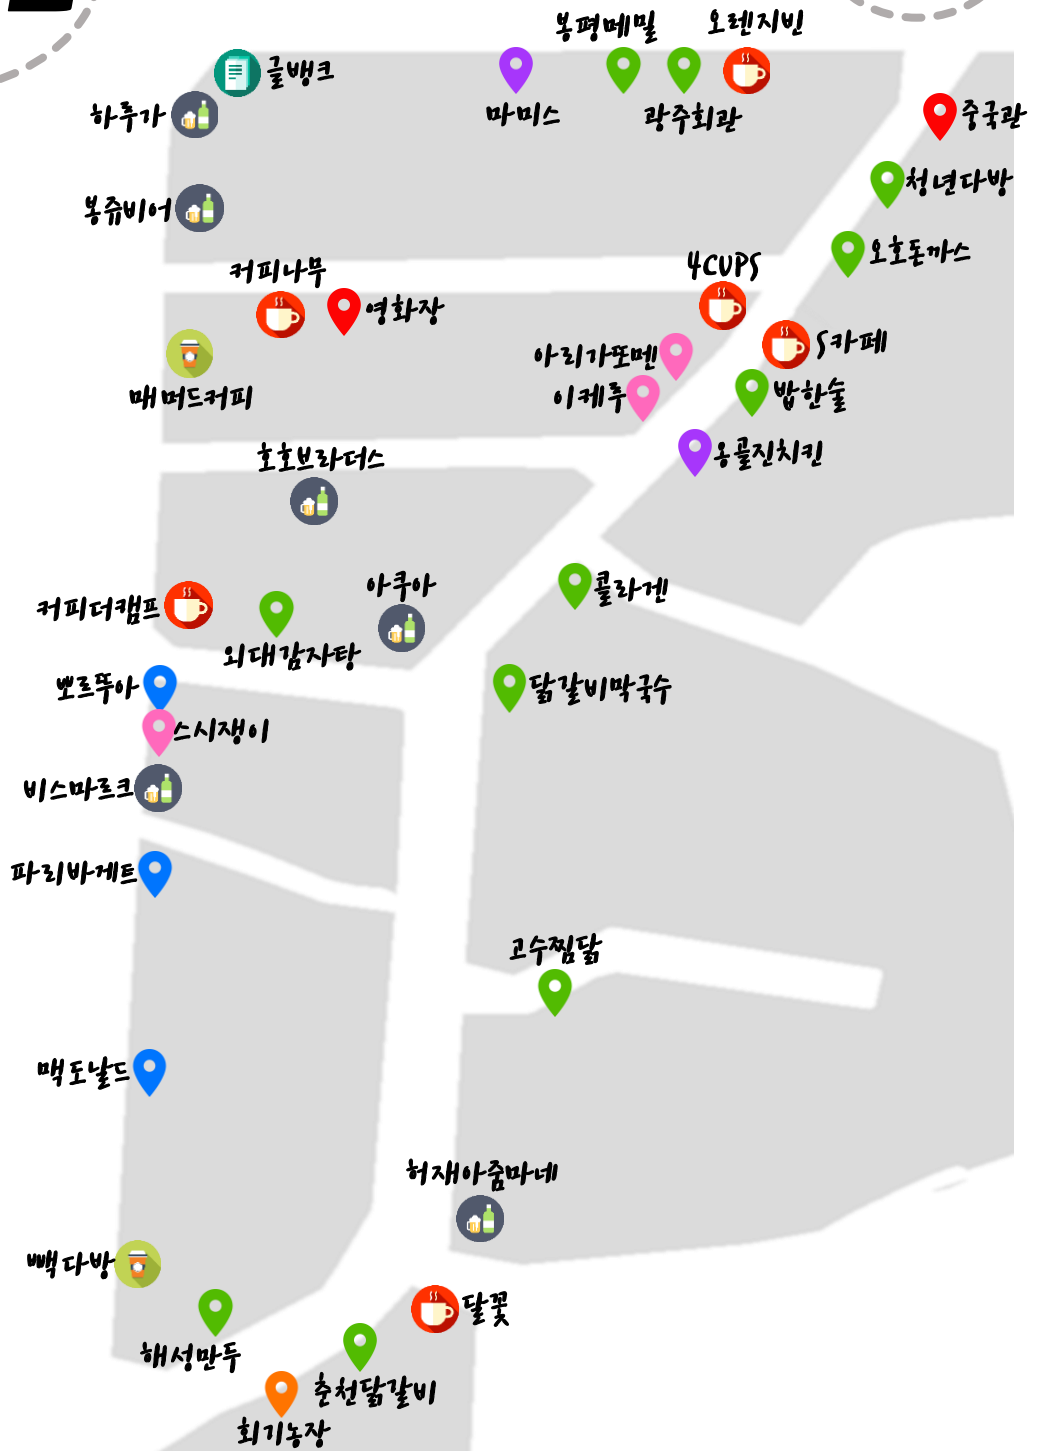 봉평메밀
오렌지빈
글뱅크
하루가
마미스
광주회관
중국관
청년다방
봉쥬비어
오호돈까스
커피나무
4CUPS
영화장
S카페
아리가또멘
매머드커피
이케루
밥한술
호호브라더스
옹골진치킨
아쿠아
콜라겐
커피더캠프
외대감자탕
뽀르뚜아
닭갈비막국수
스시쟁이
비스마르크
파리바게트
고수찜닭
맥도날드
허재아줌마네
빽다방
달꽃
해성만두
춘천닭갈비
회기농장